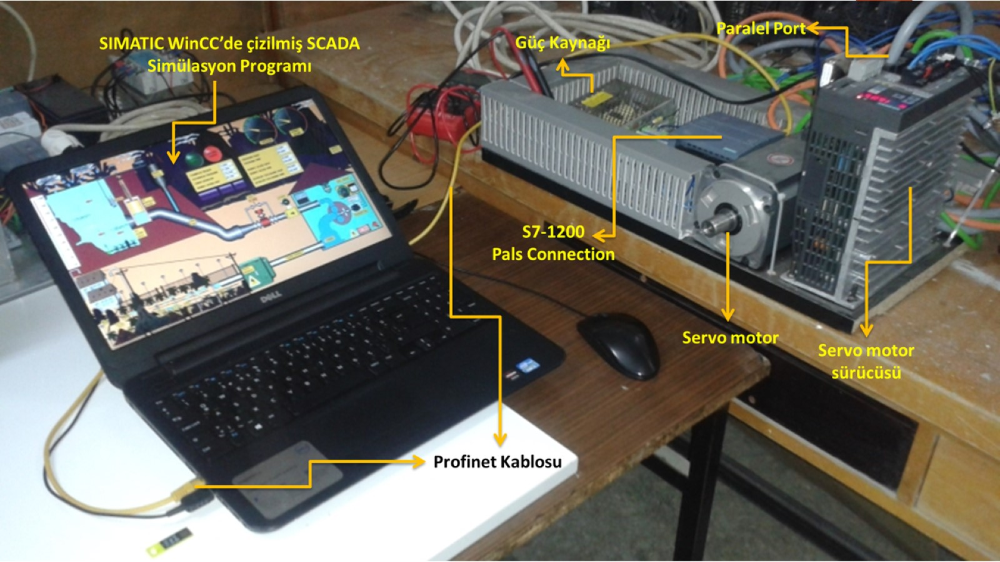 SIMATIC WinCC'de çizilmiş SCADA
Simülasyon Programı
Güç Kaynağı
Paralel Port
S7-1200
Pals Connection
DELL
Servo motor
Servo motor
sürücüsü
Profinet Kablosu